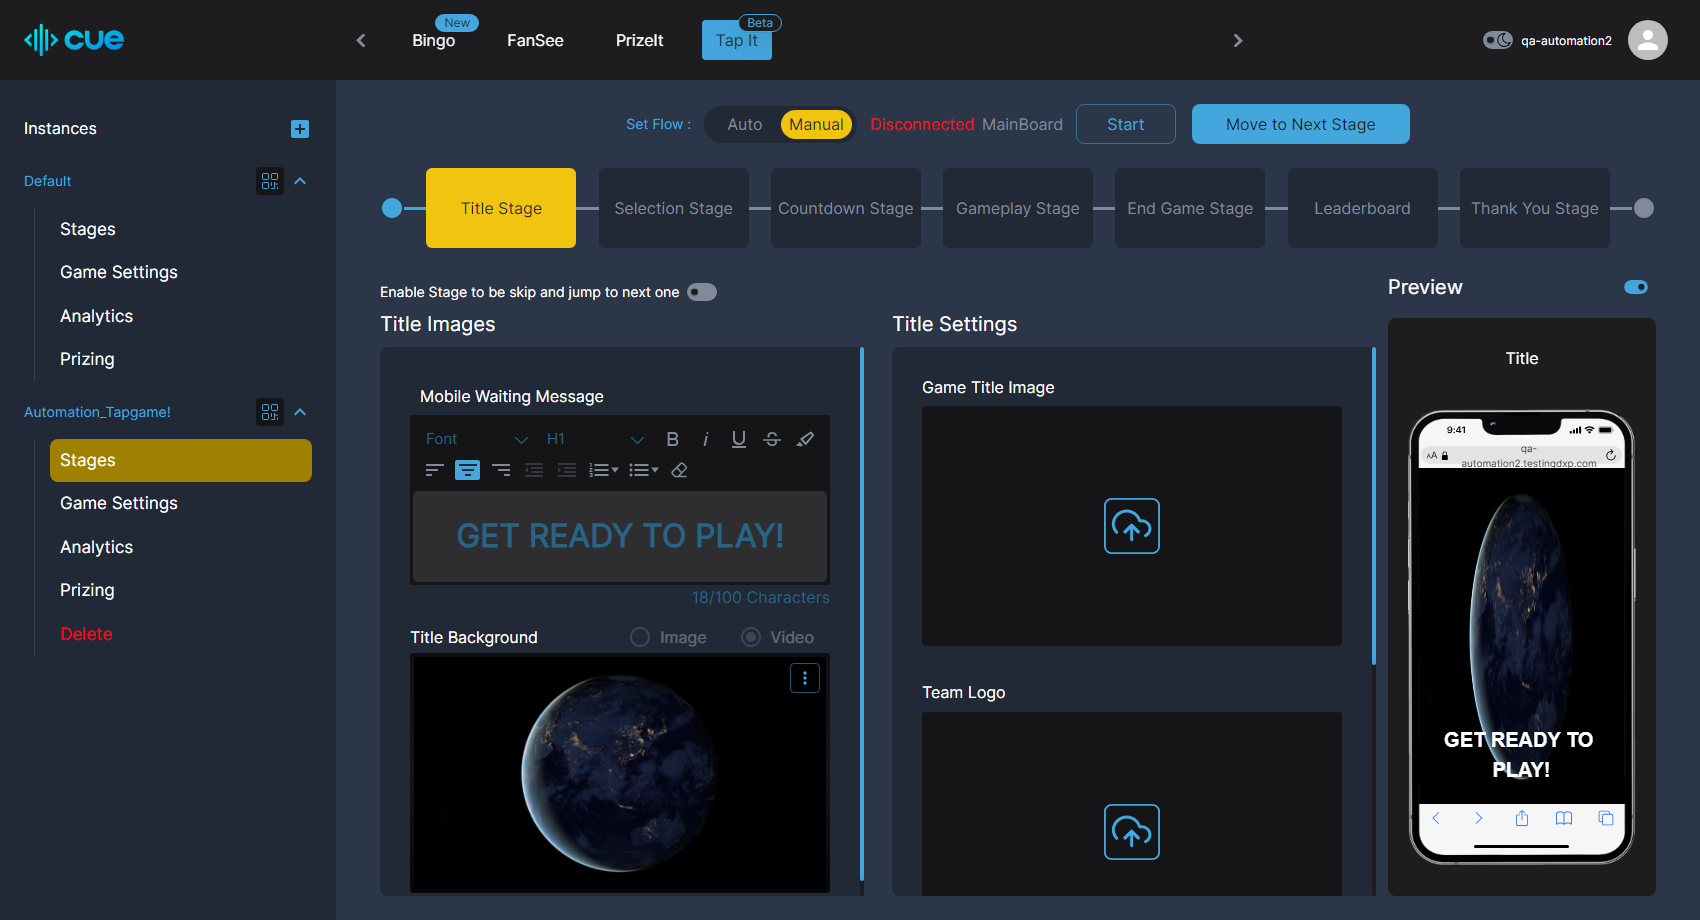 cue
New
Bingo
FanSee
PrizeIt
Beta
Tap It
qa-automation2
Instances
Default
Stages
Game Settings
Analytics
Prizing
Automation_Tapgame!
Stages
Game Settings
Analytics
Prizing
Delete
Set Flow :
Auto
Manual
Disconnected MainBoard
Start
Move to Next Stage
Title Stage
Selection Stage
Countdown Stage
Gameplay Stage
End Game Stage
Leaderboard
Thank You Stage
Enable Stage to be skip and jump to next one
Title Images
Mobile Waiting Message
Font
H1
B
i
U
S
GET READY TO PLAY!
18/100 Characters
Title Background
Image
Video
Title Settings
Game Title Image
Team Logo
Preview
Title
9:41
AA
qa-
automation2.testingdxp.com
GET READY TO
PLAY!